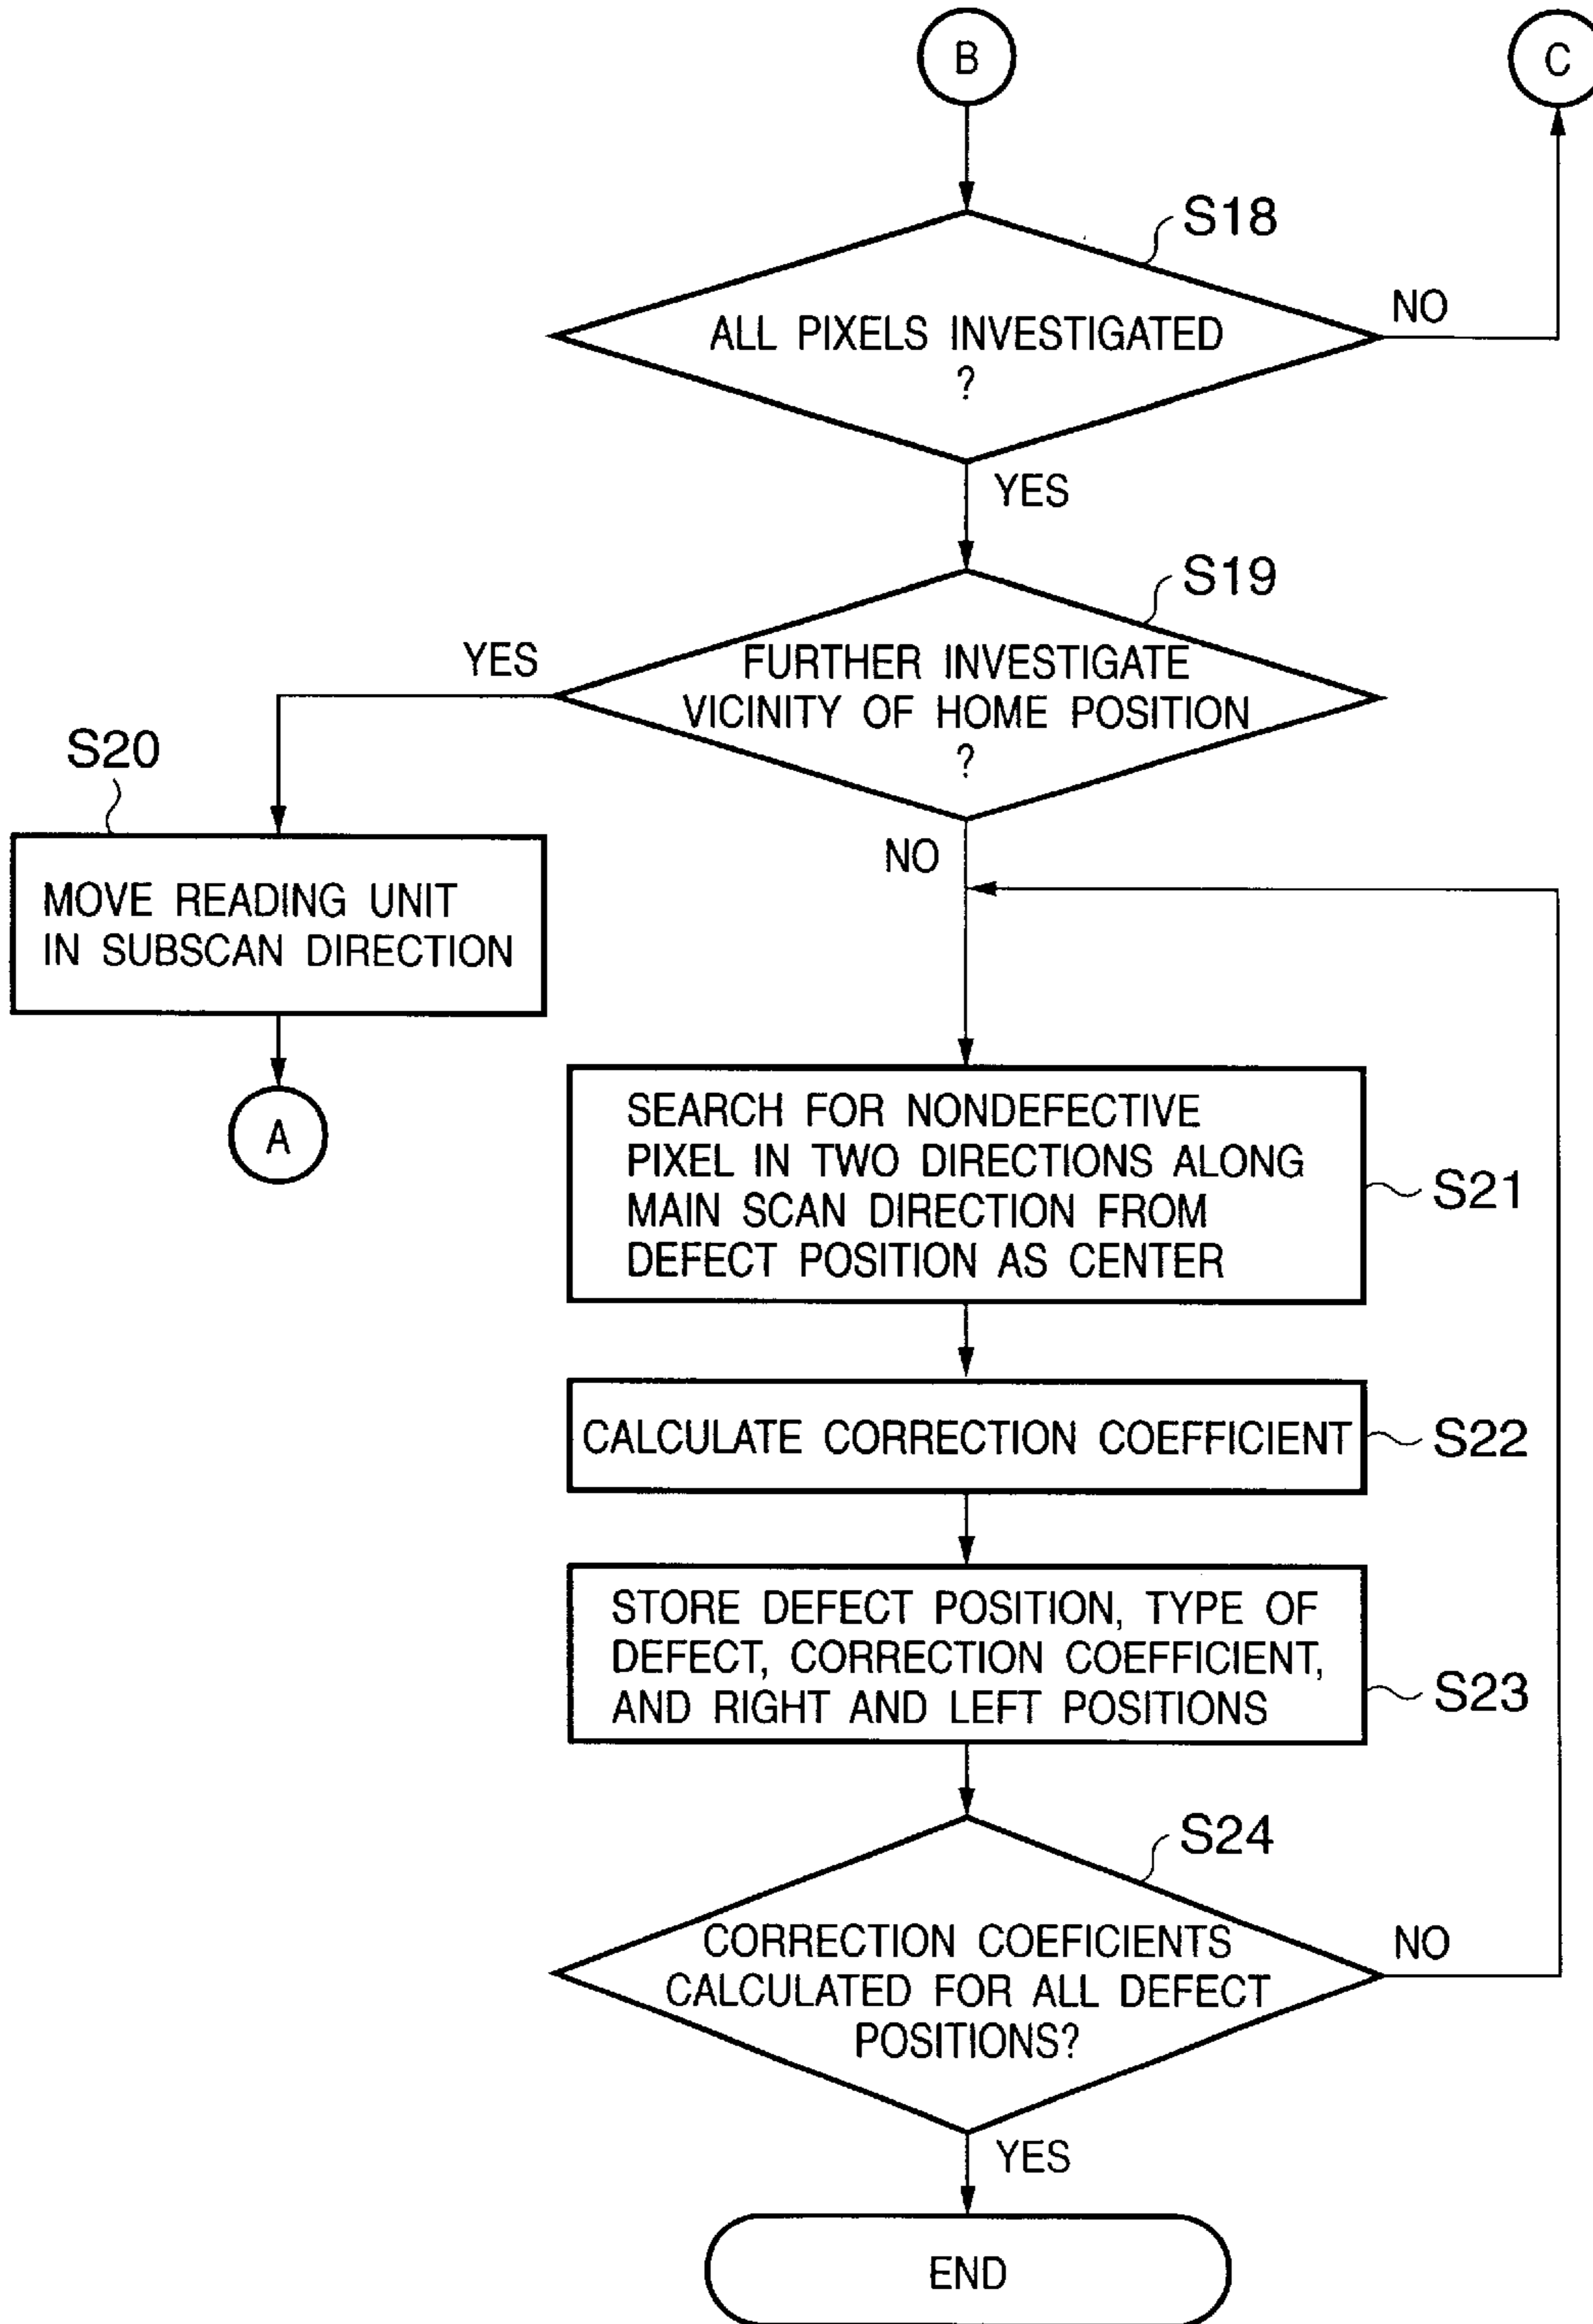 B
C
S18
ALL PIXELS INVESTIGATED
?
NO
YES
S19
FURTHER INVESTIGATE
VICINITY OF HOME POSITION
?
YES
NO
S20
MOVE READING UNIT
IN SUBSCAN DIRECTION
A
SEARCH FOR NONDEFECTIVE
PIXEL IN TWO DIRECTIONS ALONG
MAIN SCAN DIRECTION FROM
DEFECT POSITION AS CENTER
S21
CALCULATE CORRECTION COEFFICIENT
S22
STORE DEFECT POSITION, TYPE OF
DEFECT, CORRECTION COEFFICIENT,
AND RIGHT AND LEFT POSITIONS
S23
S24
CORRECTION COEFICIENTS
CALCULATED FOR ALL DEFECT
POSITIONS?
NO
YES
END